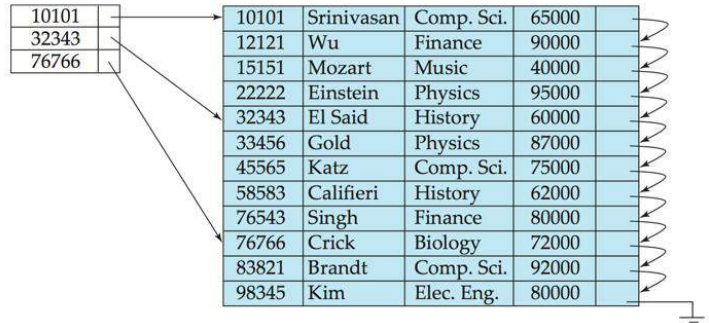 10101
32343
76766
10101 Srinivasan Comp. Sci. 65000
12121 Wu Finance 90000
15151 Mozart Music 40000
22222 Einstein Physics 95000
32343 El Said History 60000
33456 Gold Physics 87000
45565 Katz Comp. Sci. 75000
58583 Califieri History 62000
76543 Singh Finance 80000
76766 Crick Biology 72000
83821 Brandt Comp. Sci. 92000
98345 Kim Elec. Eng. 80000